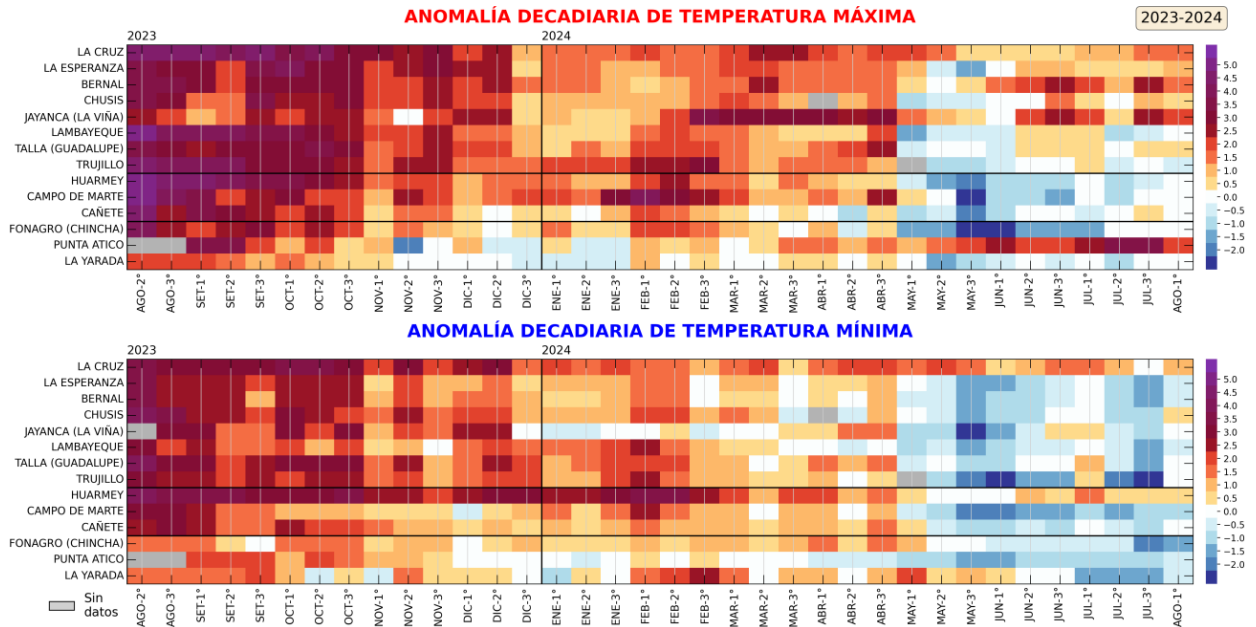 ANOMALÍA DECADIARIA DE TEMPERATURA MÁXIMA
2023-2024
2023
2024
LA CRUZ
LA ESPERANZA
BERNAL
CHUSIS
JAYANCA (LA VIÑA)
LAMBAYEQUE
TALLA (GUADALUPE)
TRUJILLO
HUARMEY
CAMPO DE MARTE
CAÑETE
FONAGRO (CHINCHA)
PUNTA ATICO
LA YARADA
5.0
4.5
4.0
3.5
3.0
2.5
2.0
1.5
1.0
0.5
0.0
−0.5
−1.0
−1.5
−2.0
AGO-2°
AGO-3°
SET-1°
SET-2°
SET-3°
OCT-1°
OCT-2°
OCT-3°
NOV-1°
NOV-2°
NOV-3°
DIC-1°
DIC-2°
DIC-3°
ENE-1°
ENE-2°
ENE-3°
FEB-1°
FEB-2°
FEB-3°
MAR-1°
MAR-2°
MAR-3°
ABR-1°
ABR-2°
ABR-3°
MAY-1°
MAY-2°
MAY-3°
JUN-1°
JUN-2°
JUN-3°
JUL-1°
JUL-2°
JUL-3°
AGO-1°
ANOMALÍA DECADIARIA DE TEMPERATURA MÍNIMA
2023
2024
LA CRUZ
LA ESPERANZA
BERNAL
CHUSIS
JAYANCA (LA VIÑA)
LAMBAYEQUE
TALLA (GUADALUPE)
TRUJILLO
HUARMEY
CAMPO DE MARTE
CAÑETE
FONAGRO (CHINCHA)
PUNTA ATICO
LA YARADA
5.0
4.5
4.0
3.5
3.0
2.5
2.0
1.5
1.0
0.5
0.0
−0.5
−1.0
−1.5
−2.0
Sin
datos
AGO-2°
AGO-3°
SET-1°
SET-2°
SET-3°
OCT-1°
OCT-2°
OCT-3°
NOV-1°
NOV-2°
NOV-3°
DIC-1°
DIC-2°
DIC-3°
ENE-1°
ENE-2°
ENE-3°
FEB-1°
FEB-2°
FEB-3°
MAR-1°
MAR-2°
MAR-3°
ABR-1°
ABR-2°
ABR-3°
MAY-1°
MAY-2°
MAY-3°
JUN-1°
JUN-2°
JUN-3°
JUL-1°
JUL-2°
JUL-3°
AGO-1°